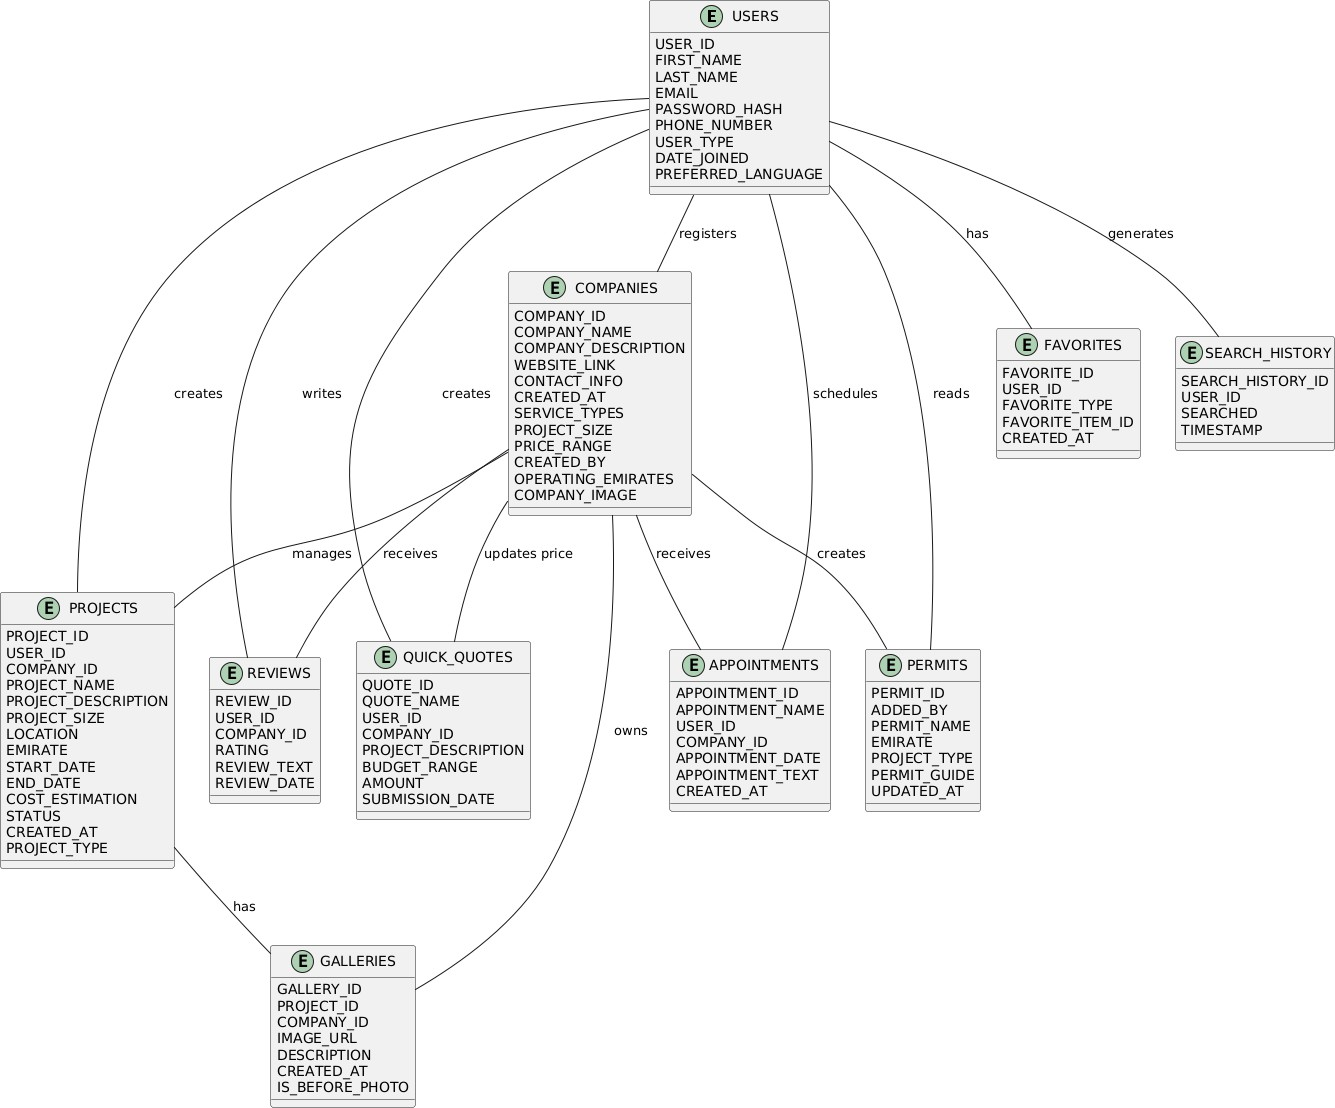 E USERS
USER_ID
FIRST_NAME
LAST_NAME
EMAIL
PASSWORD_HASH
PHONE_NUMBER
USER_TYPE
DATE_JOINED
PREFERRED_LANGUAGE
registers
has
generates
E COMPANIES
COMPANY_ID
COMPANY_NAME
COMPANY_DESCRIPTION
WEBSITE_LINK
CONTACT_INFO
CREATED_AT
SERVICE_TYPES
PROJECT_SIZE
PRICE_RANGE
CREATED_BY
OPERATING_EMIRATES
COMPANY_IMAGE
E FAVORITES
FAVORITE_ID
USER_ID
FAVORITE_TYPE
FAVORITE_ITEM_ID
CREATED_AT
E SEARCH_HISTORY
SEARCH_HISTORY_ID
USER_ID
SEARCHED
TIMESTAMP
creates
writes
creates
schedules
reads
manages
receives
updates price
receives
creates
E PROJECTS
PROJECT_ID
USER_ID
COMPANY_ID
PROJECT_NAME
PROJECT_DESCRIPTION
PROJECT_SIZE
LOCATION
EMIRATE
START_DATE
END_DATE
COST_ESTIMATION
STATUS
CREATED_AT
PROJECT_TYPE
E REVIEWS
REVIEW_ID
USER_ID
COMPANY_ID
RATING
REVIEW_TEXT
REVIEW_DATE
E QUICK_QUOTES
QUOTE_ID
QUOTE_NAME
USER_ID
COMPANY_ID
PROJECT_DESCRIPTION
BUDGET_RANGE
AMOUNT
SUBMISSION_DATE
owns
E APPOINTMENTS
APPOINTMENT_ID
APPOINTMENT_NAME
USER_ID
COMPANY_ID
APPOINTMENT_DATE
APPOINTMENT_TEXT
CREATED_AT
E PERMITS
PERMIT_ID
ADDED_BY
PERMIT_NAME
EMIRATE
PROJECT_TYPE
PERMIT_GUIDE
UPDATED_AT
has
E GALLERIES
GALLERY_ID
PROJECT_ID
COMPANY_ID
IMAGE_URL
DESCRIPTION
CREATED_AT
IS_BEFORE_PHOTO